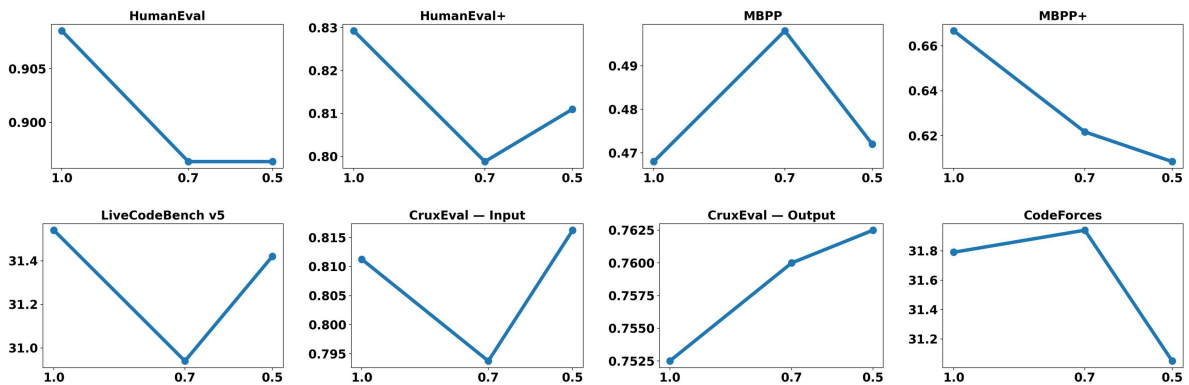 HumanEval
0.905
0.900
1.0 0.7 0.5
HumanEval+
0.83
0.82
0.81
0.80
1.0 0.7 0.5
MBPP
0.49
0.48
0.47
1.0 0.7 0.5
MBPP+
0.66
0.64
0.62
1.0 0.7 0.5
LiveCodeBench v5
31.4
31.2
31.0
1.0 0.7 0.5
CruxEval — Input
0.815
0.810
0.805
0.800
0.795
1.0 0.7 0.5
CruxEval — Output
0.7625
0.7600
0.7575
0.7550
0.7525
1.0 0.7 0.5
CodeForces
31.8
31.6
31.4
31.2
1.0 0.7 0.5